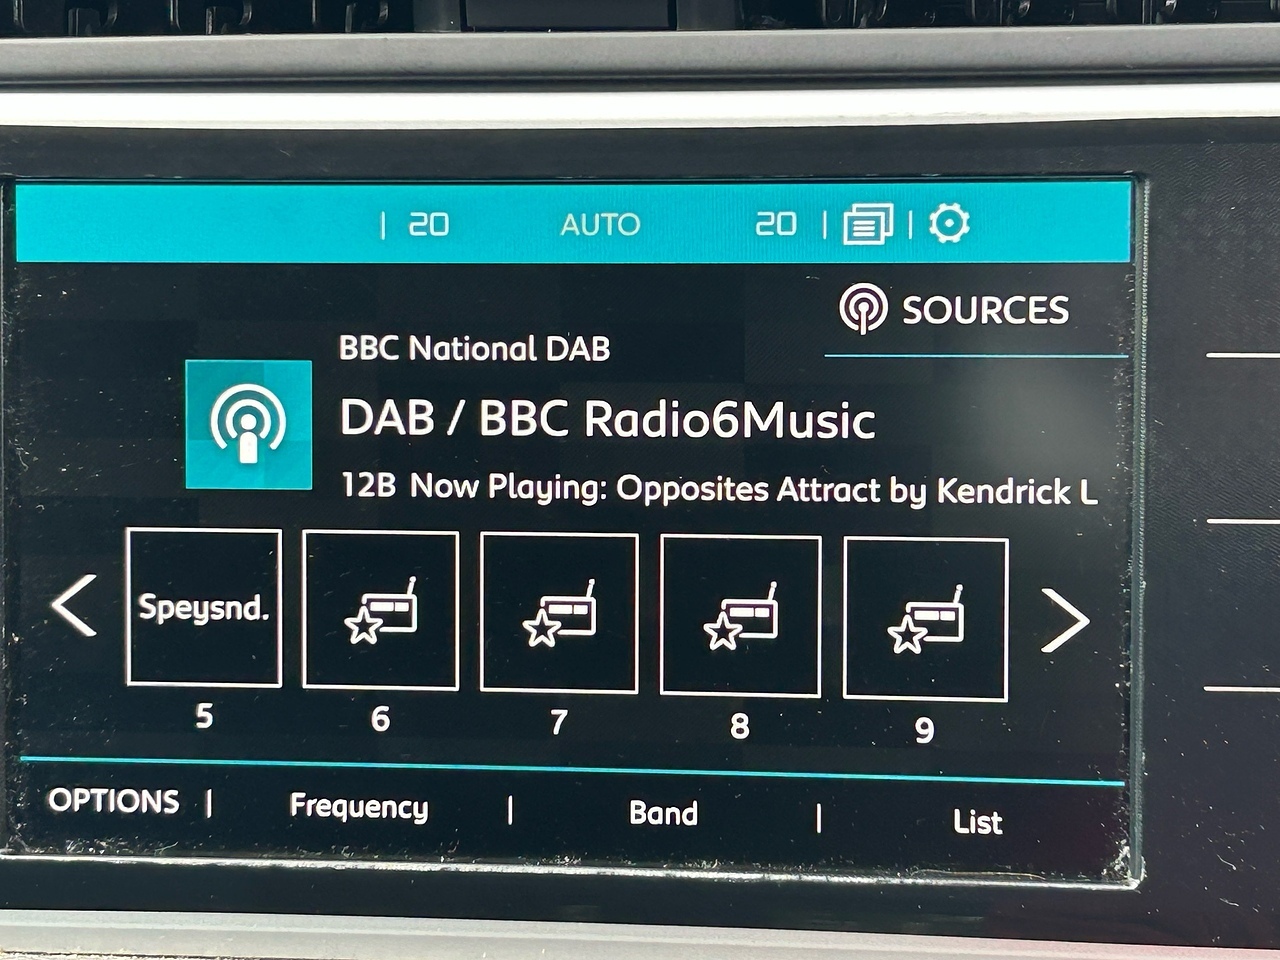 | 20 AUTO 20 | |
SOURCES
BBC National DAB
DAB / BBC Radio6Music
12B Now Playing: Opposites Attract by Kendrick L
Speysnd.
5 6 7 8 9
OPTIONS | Frequency | Band | List